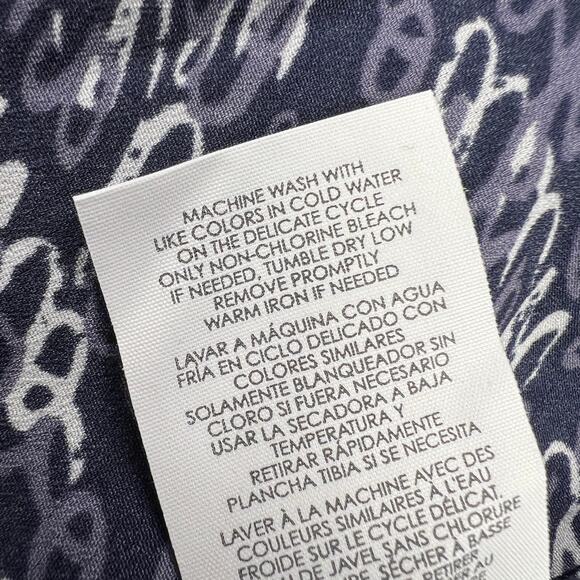 MACHINE WASH WITH
LIKE COLORS IN COLD WATER
ON THE DELICATE CYCLE
ONLY NON-CHLORINE BLEACH
IF NEEDED, TUMBLE DRY LOW
REMOVE PROMPTLY
WARM IRON IF NEEDED
LAVAR A MÁQUINA CON AGUA
FRÍA EN CICLO DELICADO CON
COLORES SIMILARES
SOLAMENTE BLANQUEADOR SIN
CLORO SI FUERA NECESARIO
USAR LA SECADORA A BAJA
TEMPERATURA Y
RETIRAR RÁPIDAMENTE
PLANCHA TIBIA SI SE NECESITA
LAVER À LA MACHINE AVEC DES
COULEURS SIMILAIRES À L'EAU
FROIDE SUR LE CYCLE DÉLICAT.
DE JAVEL SANS CHLORURE
SÉCHER A BASSE
RETIRER